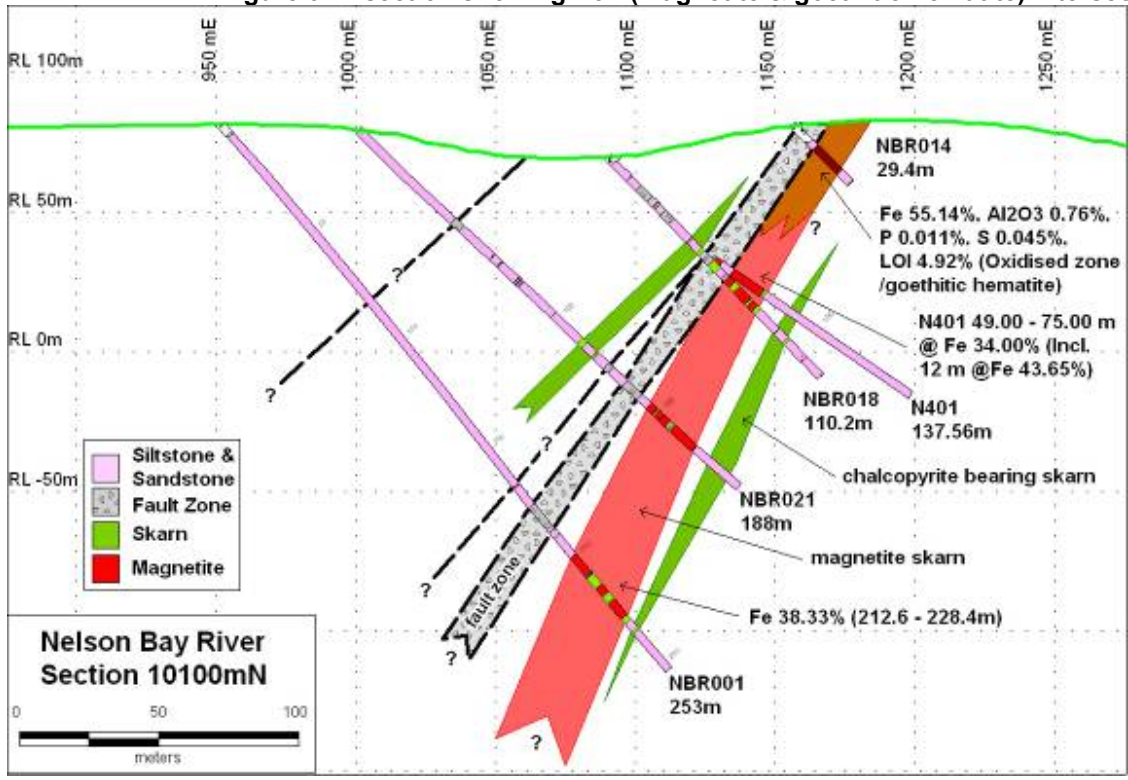 950 mE
1000 mE
1050 mE
1100 mE
1150 mE
1200 mE
1250 mE
RL 100m
NBR014
29.4m
RL 50m
Fe 55.14%. Al2O3 0.76%.
P 0.011%. S 0.045%.
LOI 4.92% (Oxidised zone
/goethitic hematite)
?
?
N401 49.00 - 75.00 m
@ Fe 34.00% (Incl.
12 m @Fe 43.65%)
RL 0m
?
NBR018
110.2m
N401
137.56m
?
Siltstone &
Sandstone
Fault Zone
Skarn
Magnetite
RL -50m
chalcopyrite bearing skarn
NBR021
188m
magnetite skarn
?
fault zone
Fe 38.33% (212.6 - 228.4m)
?
NBR001
253m
?
Nelson Bay River
Section 10100mN
0 50 100
meters